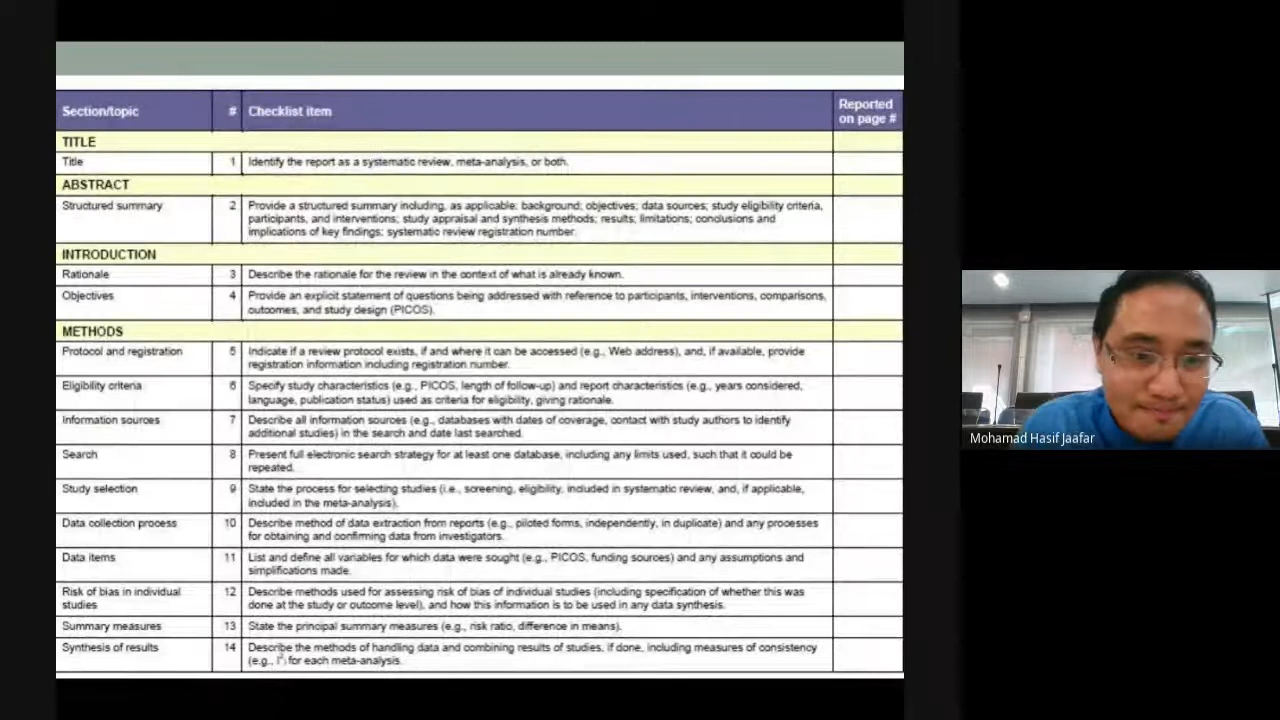 Section/topic # Checklist item Reported on page #
TITLE
Title 1 Identify the report as a systematic review, meta-analysis, or both.
ABSTRACT
Structured summary 2 Provide a structured summary including, as applicable: background; objectives; data sources; study eligibility criteria,
participants, and interventions; study appraisal and synthesis methods; results; limitations; conclusions and
implications of key findings; systematic review registration number.
INTRODUCTION
Rationale 3 Describe the rationale for the review in the context of what is already known.
Objectives 4 Provide an explicit statement of questions being addressed with reference to participants, interventions, comparisons,
outcomes, and study design (PICOS).
METHODS
Protocol and registration 5 Indicate if a review protocol exists, if and where it can be accessed (e.g., Web address), and, if available, provide
registration information including registration number.
Eligibility criteria 6 Specify study characteristics (e.g., PICOS, length of follow-up) and report characteristics (e.g., years considered,
language, publication status) used as criteria for eligibility, giving rationale.
Information sources 7 Describe all information sources (e.g., databases with dates of coverage, contact with study authors to identify
additional studies) in the search and date last searched.
Search 8 Present full electronic search strategy for at least one database, including any limits used, such that it could be
repeated.
Study selection 9 State the process for selecting studies (i.e., screening, eligibility, included in systematic review, and, if applicable,
included in the meta-analysis).
Data collection process 10 Describe method of data extraction from reports (e.g., piloted forms, independently, in duplicate) and any processes
for obtaining and confirming data from investigators.
Data items 11 List and define all variables for which data were sought (e.g., PICOS, funding sources) and any assumptions and
simplifications made.
Risk of bias in individual studies 12 Describe methods used for assessing risk of bias of individual studies (including specification of whether this was
done at the study or outcome level), and how this information is to be used in any data synthesis.
Summary measures 13 State the principal summary measures (e.g., risk ratio, difference in means).
Synthesis of results 14 Describe the methods of handling data and combining results of studies, if done, including measures of consistency
(e.g., I²) for each meta-analysis.
Mohamad Hasif Jaafar